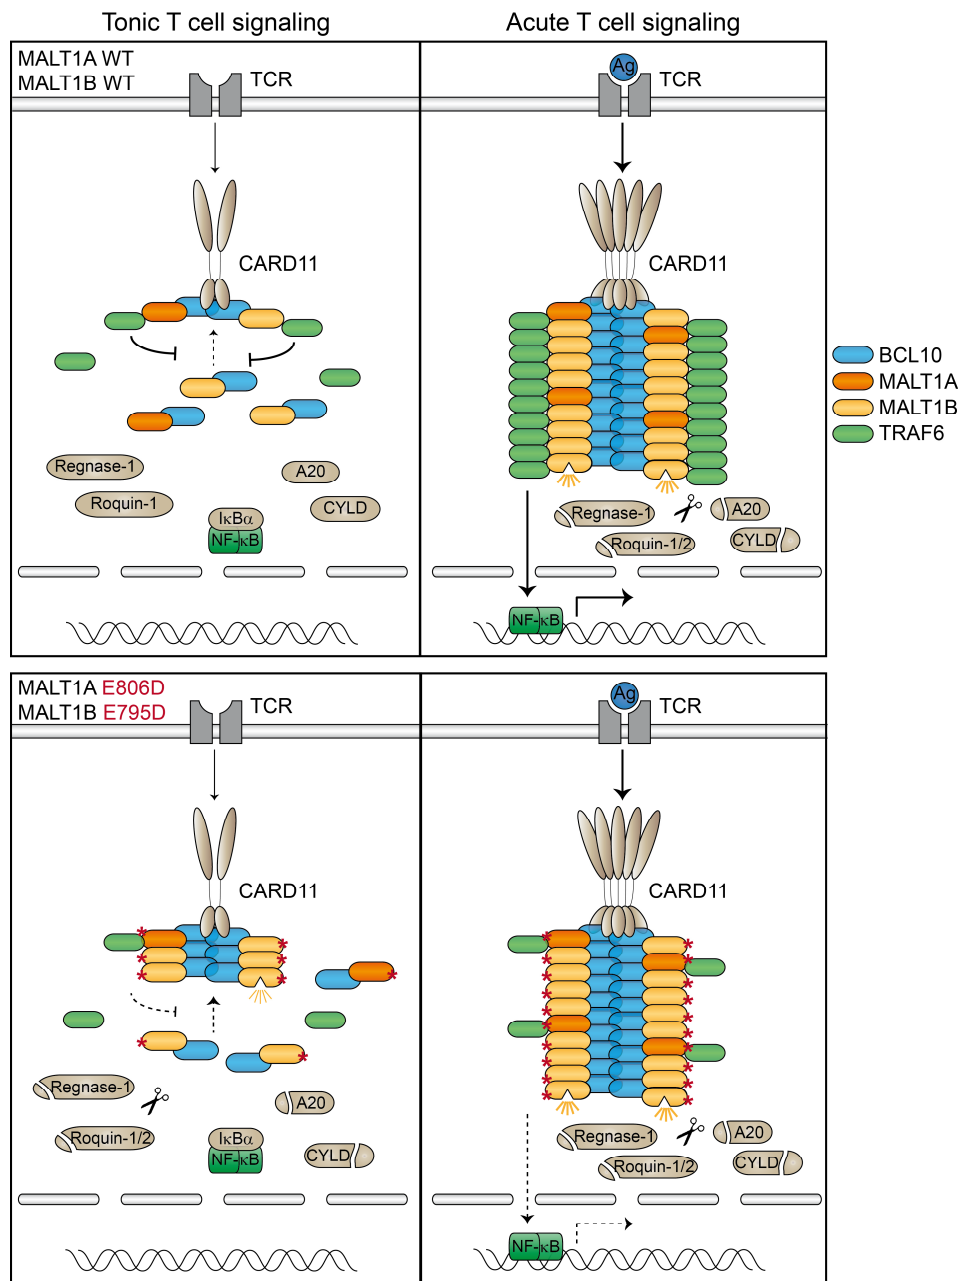 Tonic T cell signaling
Acute T cell signaling
MALT1A WT
MALT1B WT
TCR
CARD11
Regnase-1
Roquin-1
A20
CYLD
IκBα
NF-κB
Ag
TCR
CARD11
Regnase-1
Roquin-1/2
A20
CYLD
NF-κB
BCL10
MALT1A
MALT1B
TRAF6
MALT1A E806D
MALT1B E795D
TCR
CARD11
Regnase-1
Roquin-1/2
A20
CYLD
IκBα
NF-κB
Ag
TCR
CARD11
Regnase-1
Roquin-1/2
A20
CYLD
NF-κB